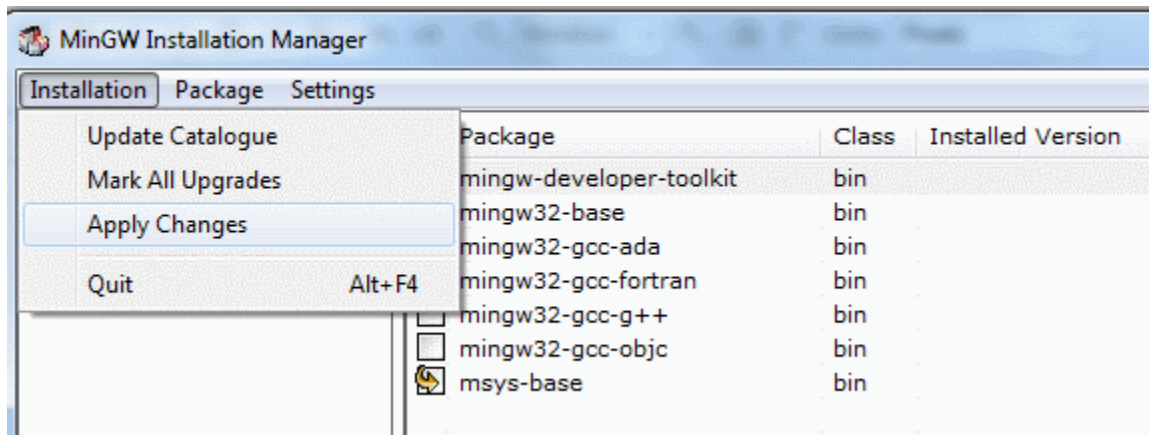 MinGW Installation Manager
Installation Package Settings
Update Catalogue
Mark All Upgrades
Apply Changes
Quit Alt+F4
Package Class Installed Version
mingw-developer-toolkit bin
mingw32-base bin
mingw32-gcc-ada bin
mingw32-gcc-fortran bin
mingw32-gcc-g++ bin
mingw32-gcc-objc bin
msys-base bin